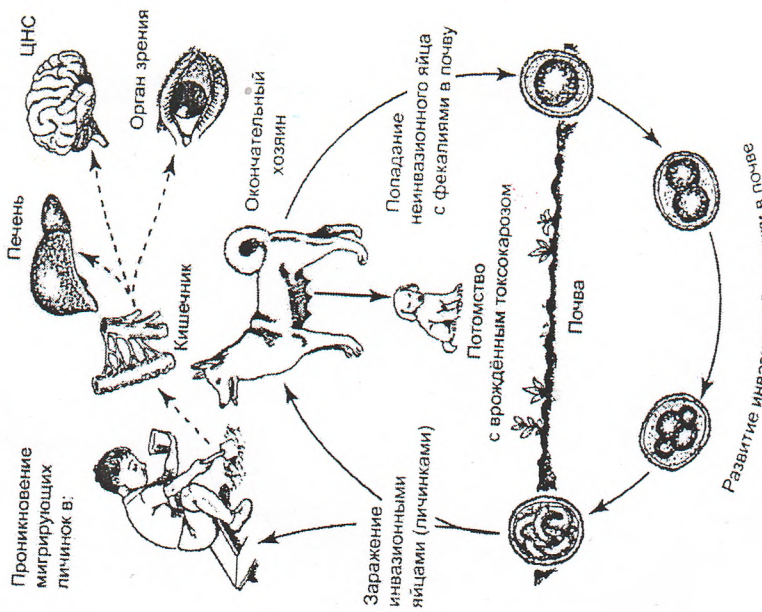 Проникновение
мигрирующих
личинок в:
Печень
ЦНС
Кишечник
Орган зрения
Окончательный
хозяин
Заражение
инвазионными
яйцами (личинками)
Потомство
с врождённым токсокарозом
Попадание
неинвазионного яйца
с фекалиями в почву
Почва
Развитие в почве